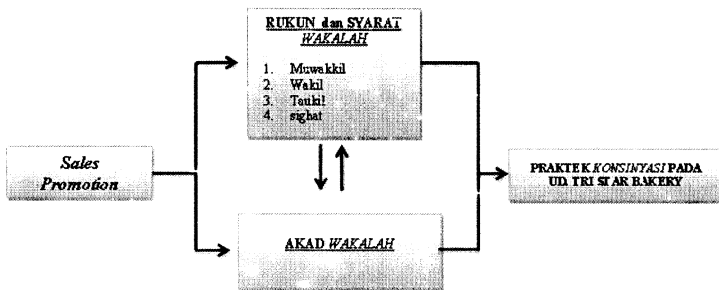 RUKUN dan SYARAT
WAKALAH
1. Muwakkil
2. Wakil
3. Taukil
4. sighat
Sales
Promotion
PRAKTEK KONSINYASI PADA
UD. TRI STAR BAKERY
AKAD WAKALAH